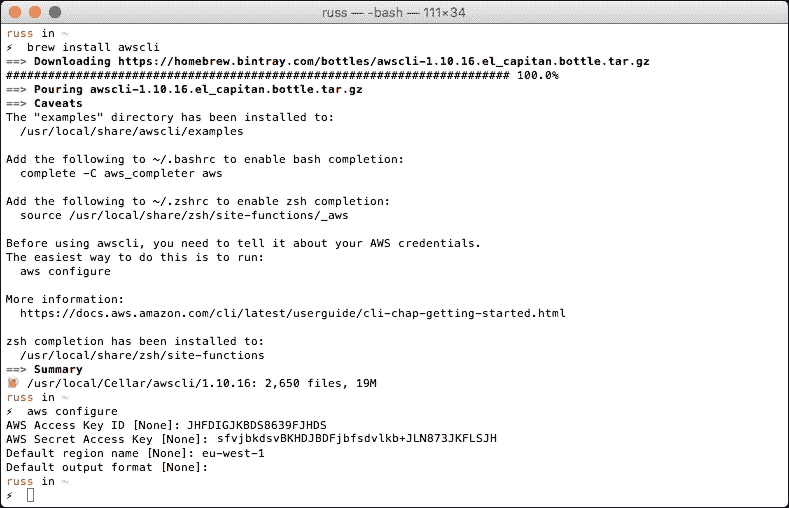 russ — -bash — 111×34
russ in ~
⚡ brew install awscli
==> Downloading https://homebrew.bintray.com/bottles/awscli-1.10.16.el_capitan.bottle.tar.gz
######################################################################## 100.0%
==> Pouring awscli-1.10.16.el_capitan.bottle.tar.gz
==> Caveats
The "examples" directory has been installed to:
  /usr/local/share/awscli/examples
Add the following to ~/.bashrc to enable bash completion:
  complete -C aws_completer aws
Add the following to ~/.zshrc to enable zsh completion:
  source /usr/local/share/zsh/site-functions/_aws
Before using awscli, you need to tell it about your AWS credentials.
The easiest way to do this is to run:
  aws configure
More information:
  https://docs.aws.amazon.com/cli/latest/userguide/cli-chap-getting-started.html
zsh completion has been installed to:
  /usr/local/share/zsh/site-functions
==> Summary
🍺 /usr/local/Cellar/awscli/1.10.16: 2,650 files, 19M
russ in ~
⚡ aws configure
AWS Access Key ID [None]: JHFDIGJKBDS8639FJHDS
AWS Secret Access Key [None]: sfvjbkdsvBKHDJBDFjbfsdvlkb+JLN873JKFLSJH
Default region name [None]: eu-west-1
Default output format [None]:
russ in ~
⚡